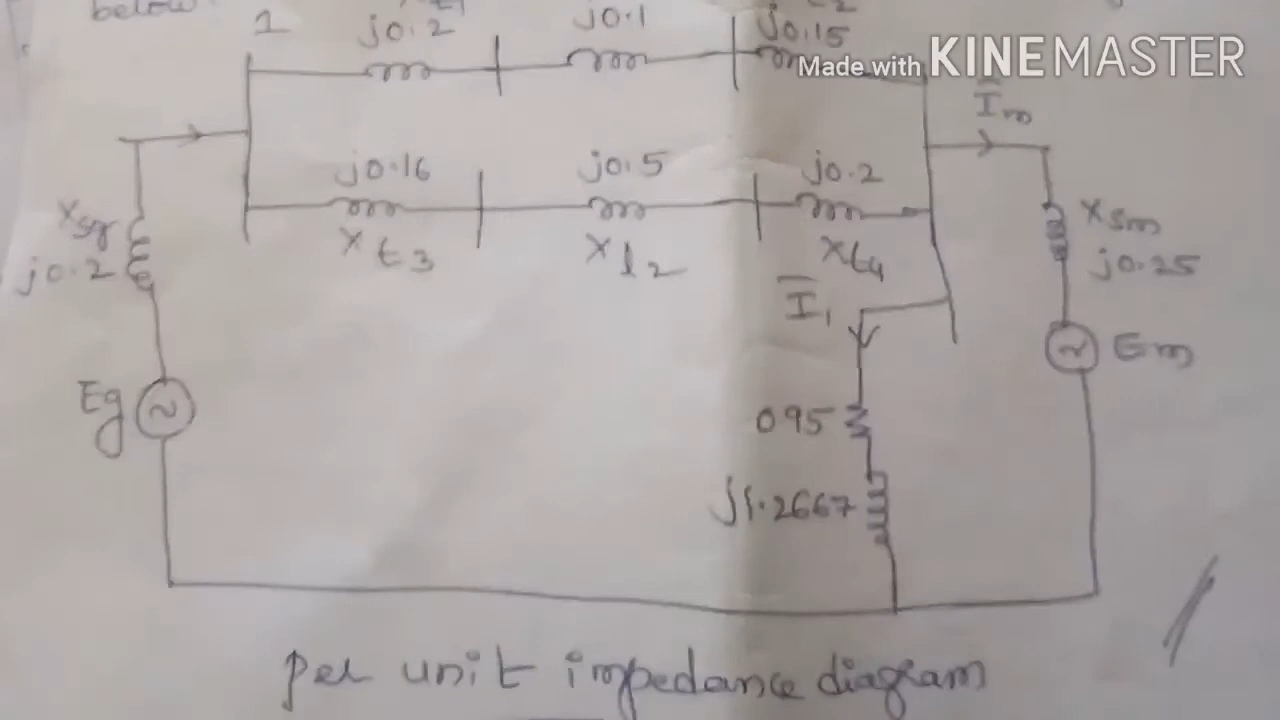 below
1
j0.2
j0.1
j0.15
Made with KINEMASTER
Im
j0.16
j0.5
j0.2
Xsg
j0.2
Xt3
Xl2
Xt4
Xsm
j0.25
I1
Eg
Em
095
j1.2667
per unit impedance diagram